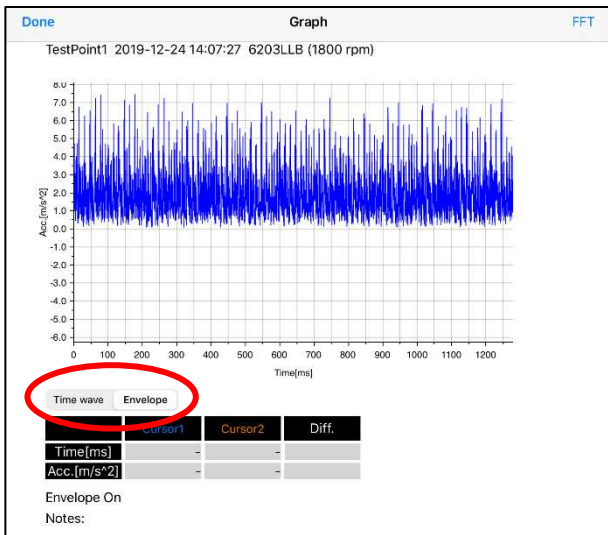 Done Graph FFT
TestPoint1 2019-12-24 14:07:27 6203LLB (1800 rpm)
8.0
7.0
6.0
5.0
4.0
3.0
2.0
1.0
0.0
-1.0
-2.0
-3.0
-4.0
-5.0
-6.0
Acc.[m/s^2]
0 100 200 300 400 500 600 700 800 900 1000 1100 1200
Time[ms]
Time wave Envelope
Cursor1 Cursor2 Diff.
Time[ms] – –
Acc.[m/s^2] – –
Envelope On
Notes: